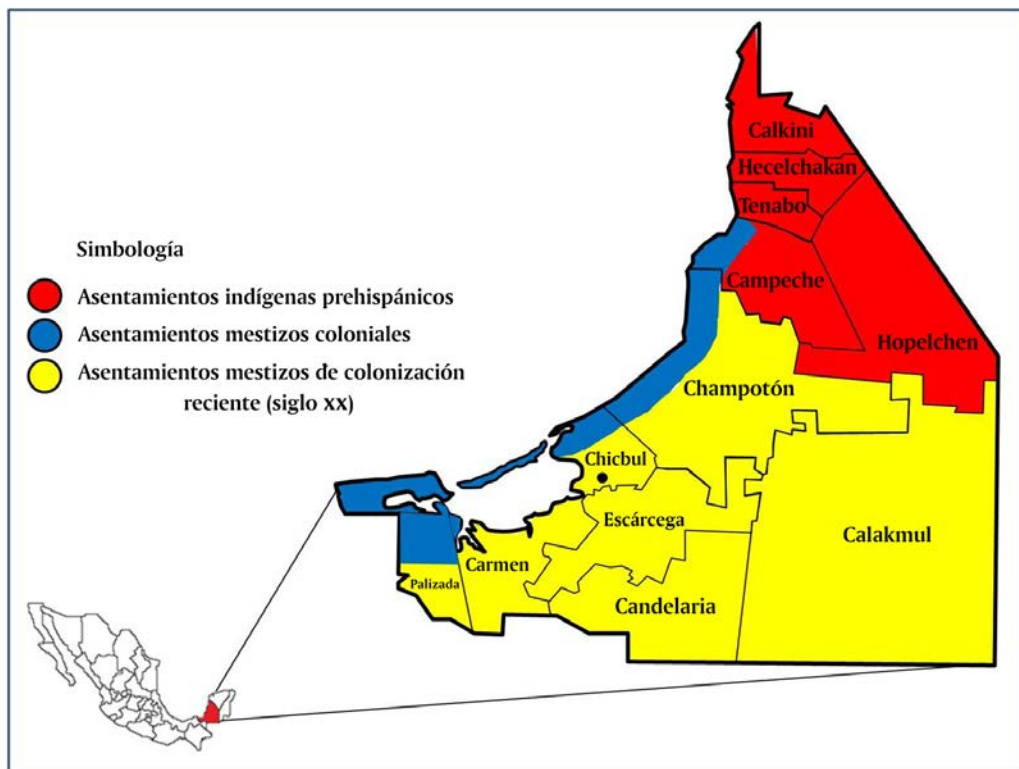 Calkini
Hecelchakán
Tenabo
Simbología
Campeche
Asentamientos indígenas prehispánicos
Asentamientos mestizos coloniales
Hopelchen
Asentamientos mestizos de colonización
reciente (siglo xx)
Champotón
Chicbul
Escárcega
Calakmul
Carmen
Palizada
Candelaria